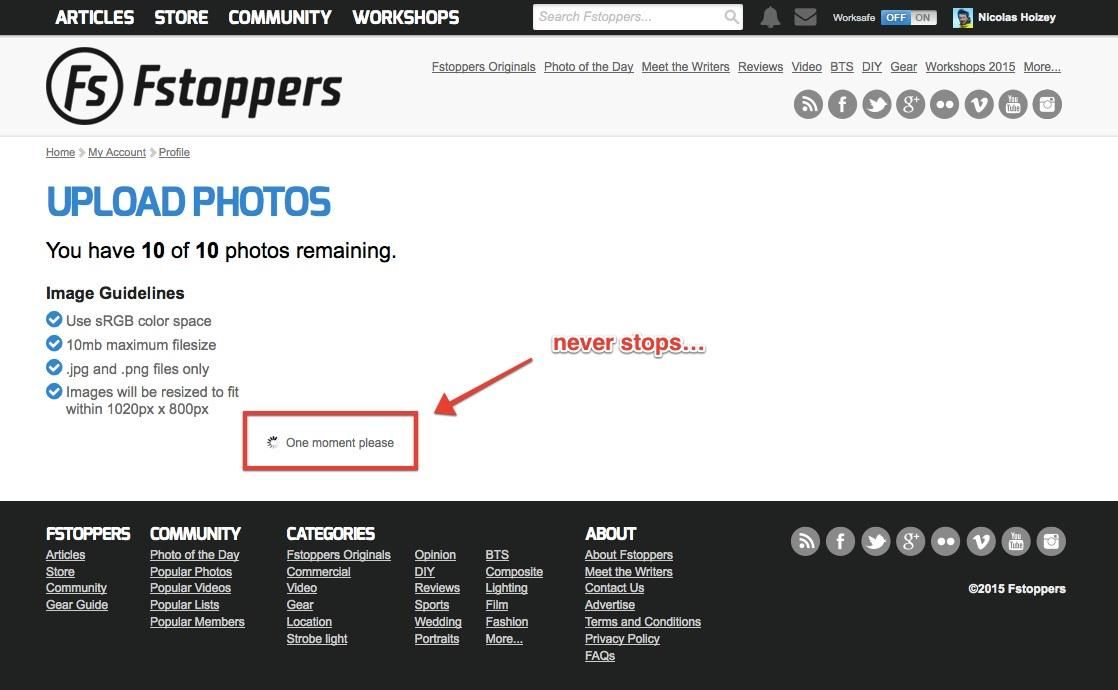 ARTICLES STORE COMMUNITY WORKSHOPS Search Fstoppers... Worksafe OFF ON Nicolas Hoizey
Fs Fstoppers
Fstoppers Originals Photo of the Day Meet the Writers Reviews Video BTS DIY Gear Workshops 2015 More...
f g+ You Tube
Home My Account Profile
UPLOAD PHOTOS
You have 10 of 10 photos remaining.
Image Guidelines
Use sRGB color space
10mb maximum filesize
.jpg and .png files only
Images will be resized to fit
within 1020px x 800px
never stops...
One moment please
FSTOPPERS
Articles
Store
Community
Gear Guide
COMMUNITY
Photo of the Day
Popular Photos
Popular Videos
Popular Lists
Popular Members
CATEGORIES
Fstoppers Originals
Commercial
Video
Gear
Location
Strobe light
Opinion
DIY
Reviews
Sports
Wedding
Portraits
BTS
Composite
Lighting
Film
Fashion
More...
ABOUT
About Fstoppers
Meet the Writers
Contact Us
Advertise
Terms and Conditions
Privacy Policy
FAQs
f g+ You Tube
©2015 Fstoppers